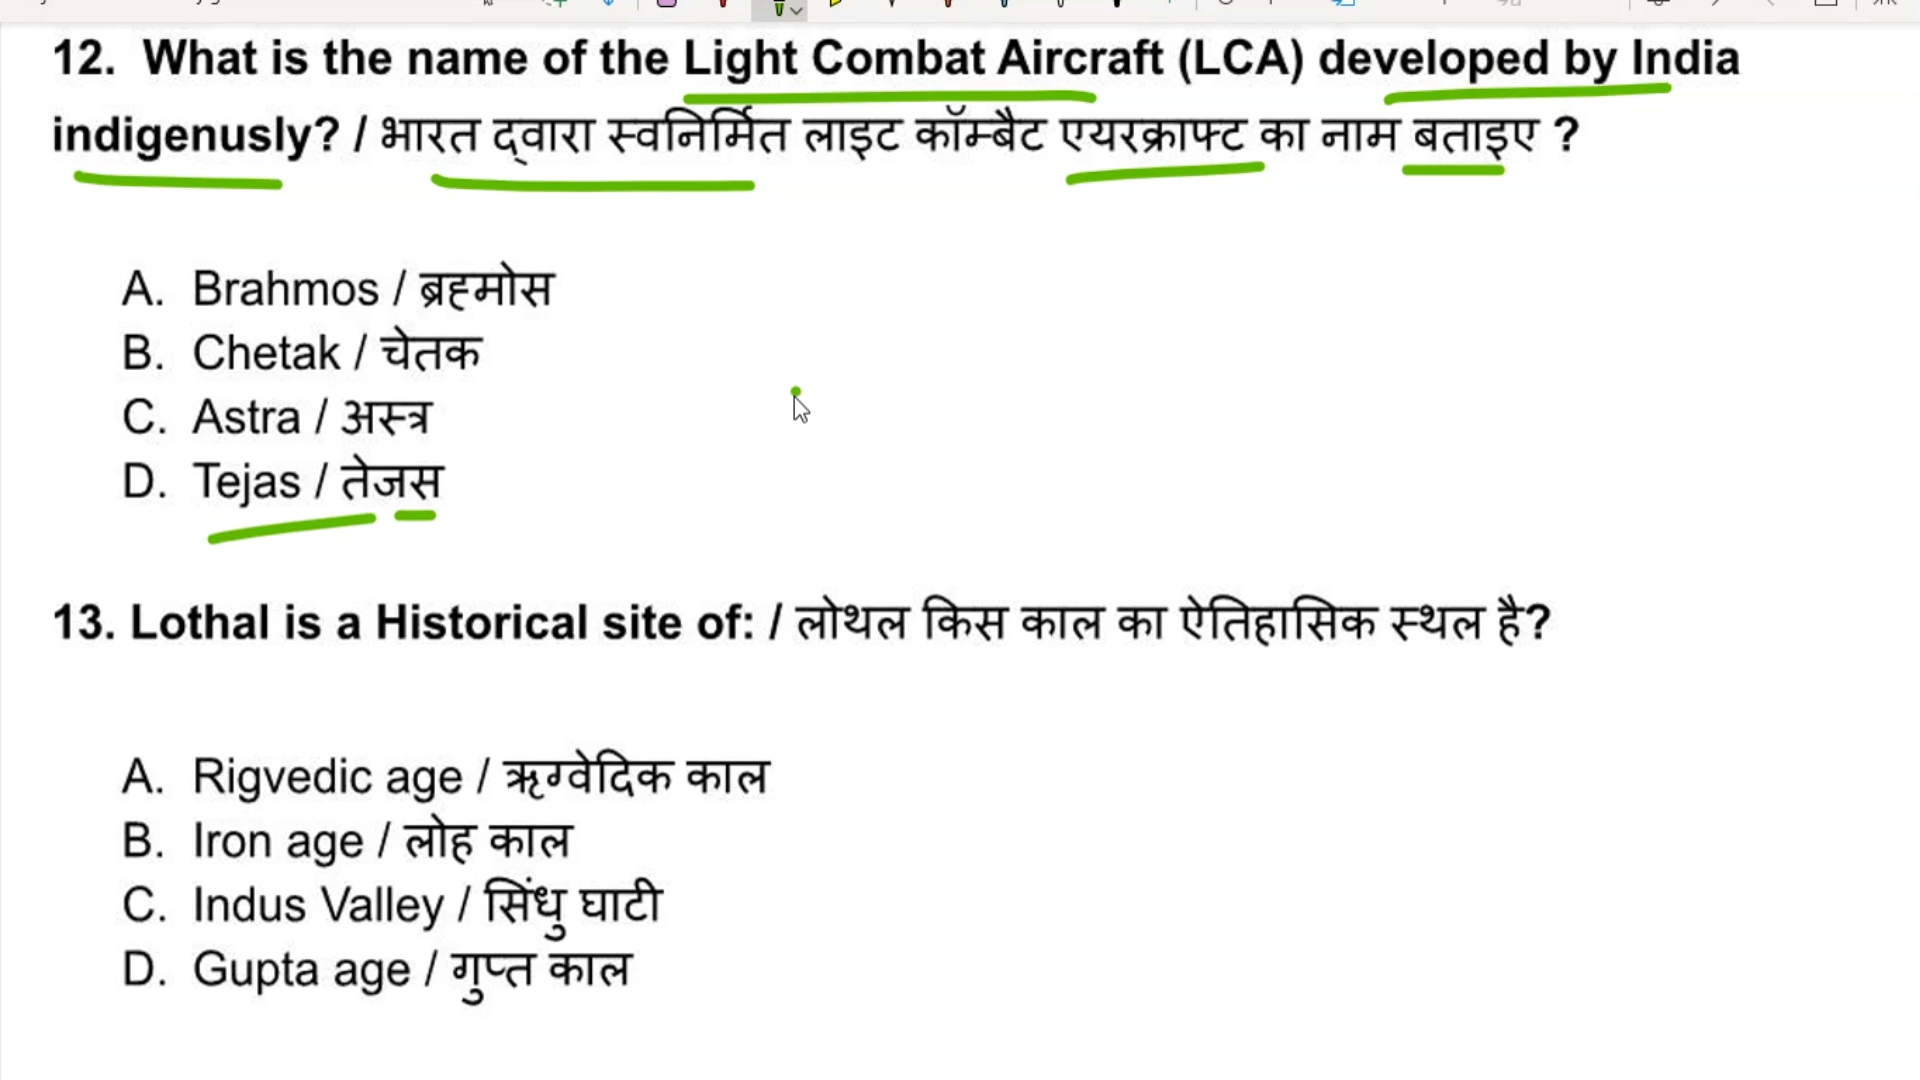 12. What is the name of the Light Combat Aircraft (LCA) developed by India
indigenusly? / भारत द्वारा स्वनिर्मित लाइट कॉम्बैट एयरक्राफ्ट का नाम बताइए ?
A. Brahmos / ब्रह्मोस
B. Chetak / चेतक
C. Astra / अस्त्र
D. Tejas / तेजस
13. Lothal is a Historical site of: / लोथल किस काल का ऐतिहासिक स्थल है?
A. Rigvedic age / ऋग्वेदिक काल
B. Iron age / लोह काल
C. Indus Valley / सिंधु घाटी
D. Gupta age / गुप्त काल